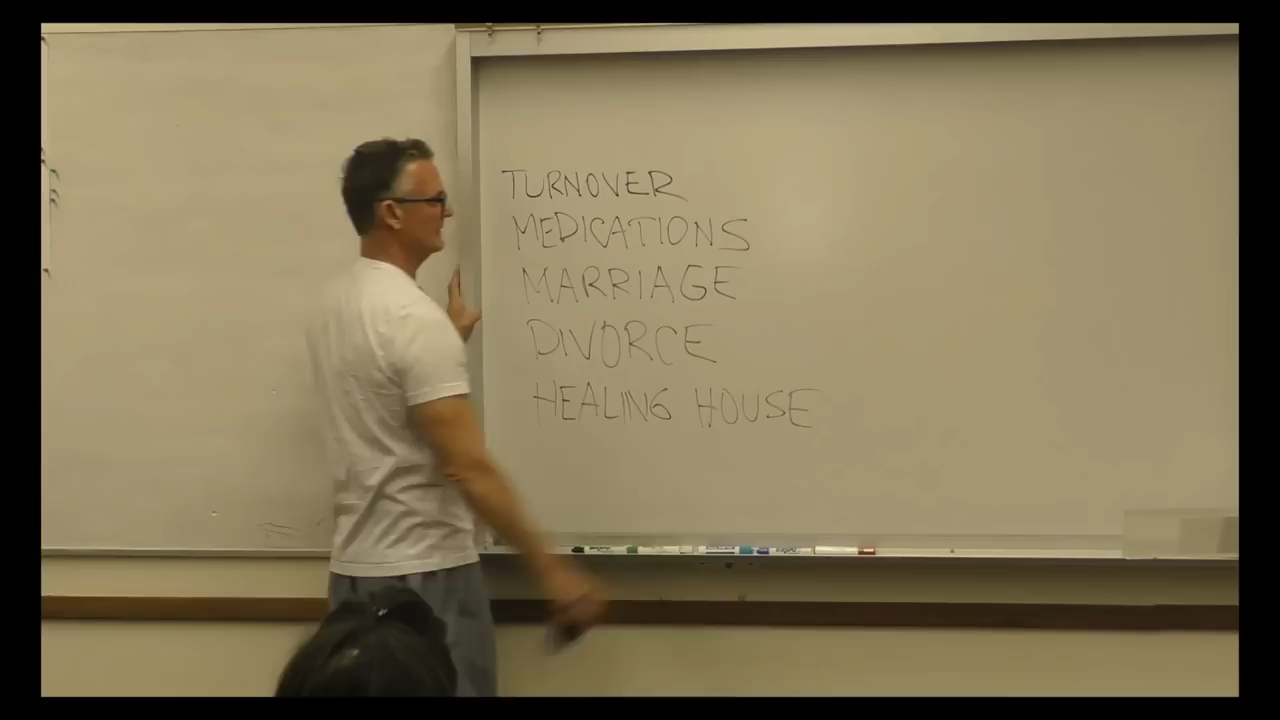 TURNOVER
MEDICATIONS
MARRIAGE
DIVORCE
HEALING HOUSE